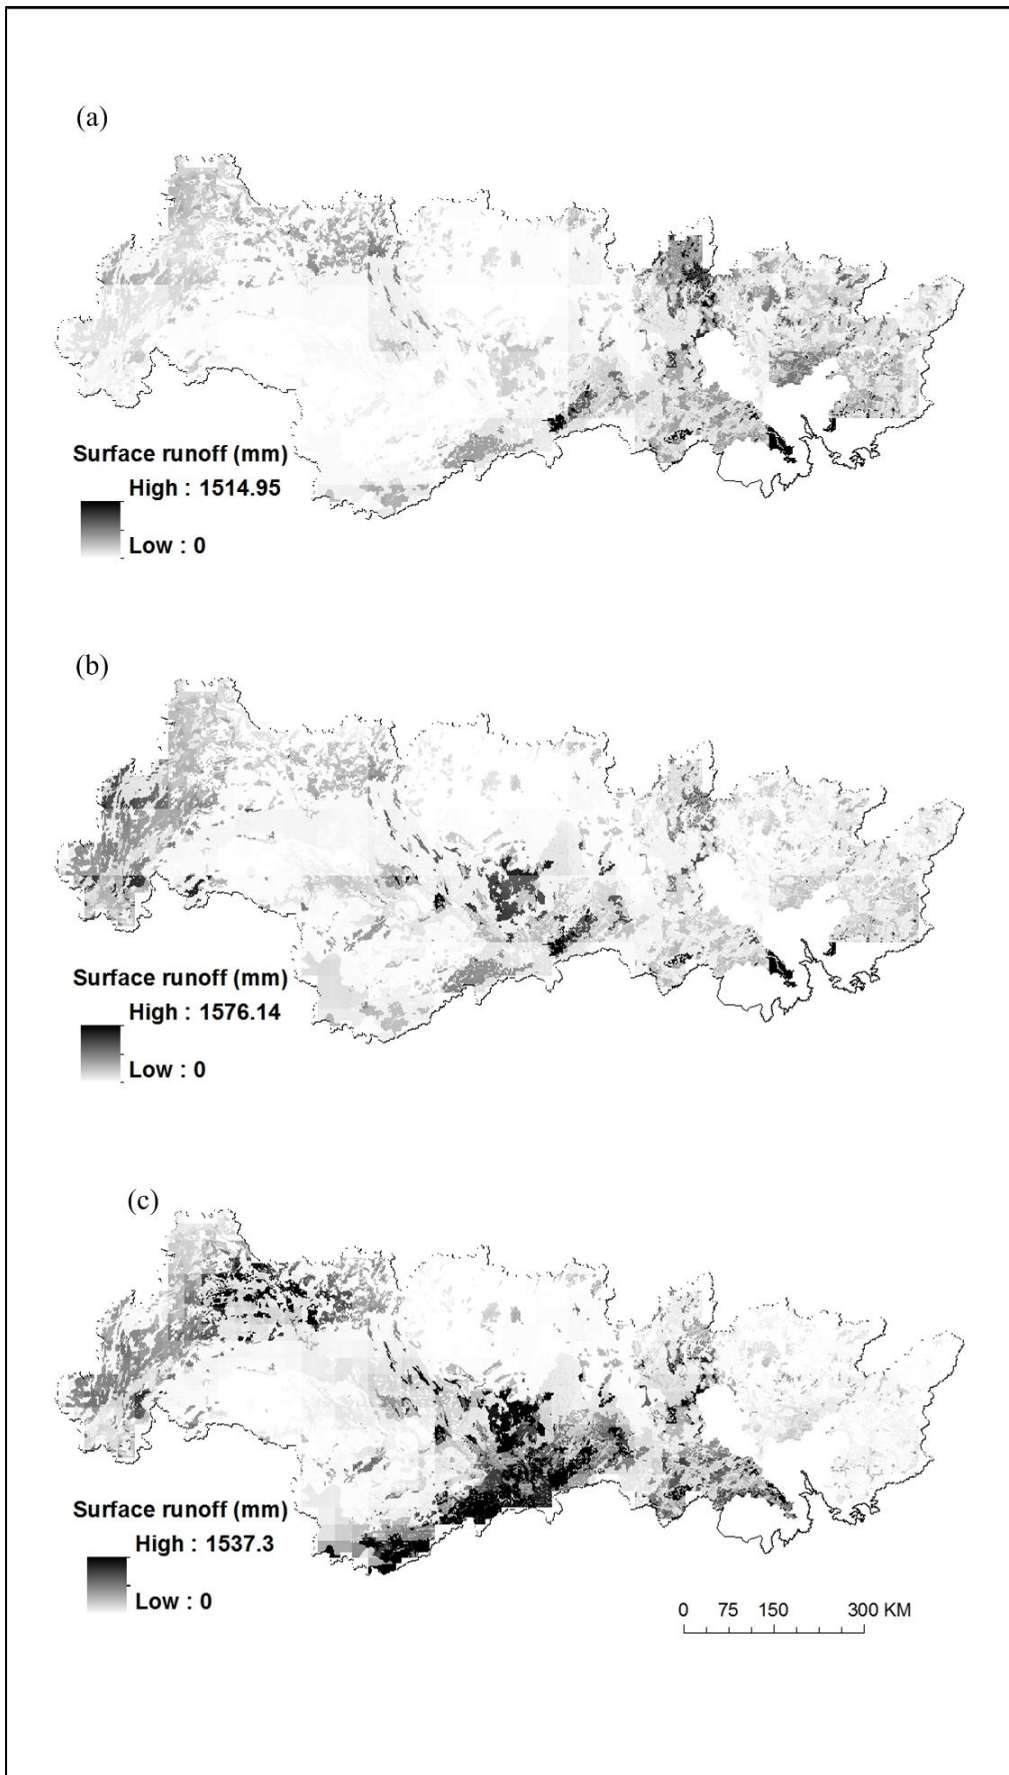 (a)
Surface runoff (mm)
High : 1514.95
Low : 0
(b)
Surface runoff (mm)
High : 1576.14
Low : 0
(c)
Surface runoff (mm)
High : 1537.3
Low : 0
0 75 150 300 KM